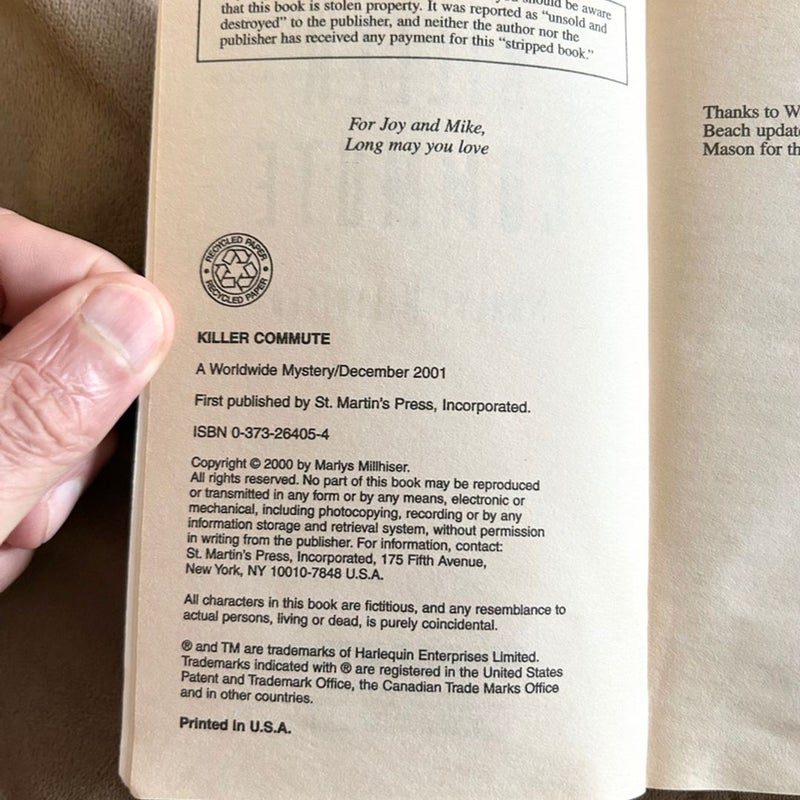 should be aware
that this book is stolen property. It was reported as “unsold and
destroyed” to the publisher, and neither the author nor the
publisher has received any payment for this “stripped book.”
For Joy and Mike,
Long may you love
RECYCLED PAPER
RECYCLED PAPER
KILLER COMMUTE
A Worldwide Mystery/December 2001
First published by St. Martin’s Press, Incorporated.
ISBN 0-373-26405-4
Copyright © 2000 by Marlys Millhiser.
All rights reserved. No part of this book may be reproduced
or transmitted in any form or by any means, electronic or
mechanical, including photocopying, recording or by any
information storage and retrieval system, without permission
in writing from the publisher. For information, contact:
St. Martin’s Press, Incorporated, 175 Fifth Avenue,
New York, NY 10010-7848 U.S.A.
All characters in this book are fictitious, and any resemblance to
actual persons, living or dead, is purely coincidental.
® and TM are trademarks of Harlequin Enterprises Limited.
Trademarks indicated with ® are registered in the United States
Patent and Trademark Office, the Canadian Trade Marks Office
and in other countries.
Printed in U.S.A.
Thanks to W
Beach update
Mason for th